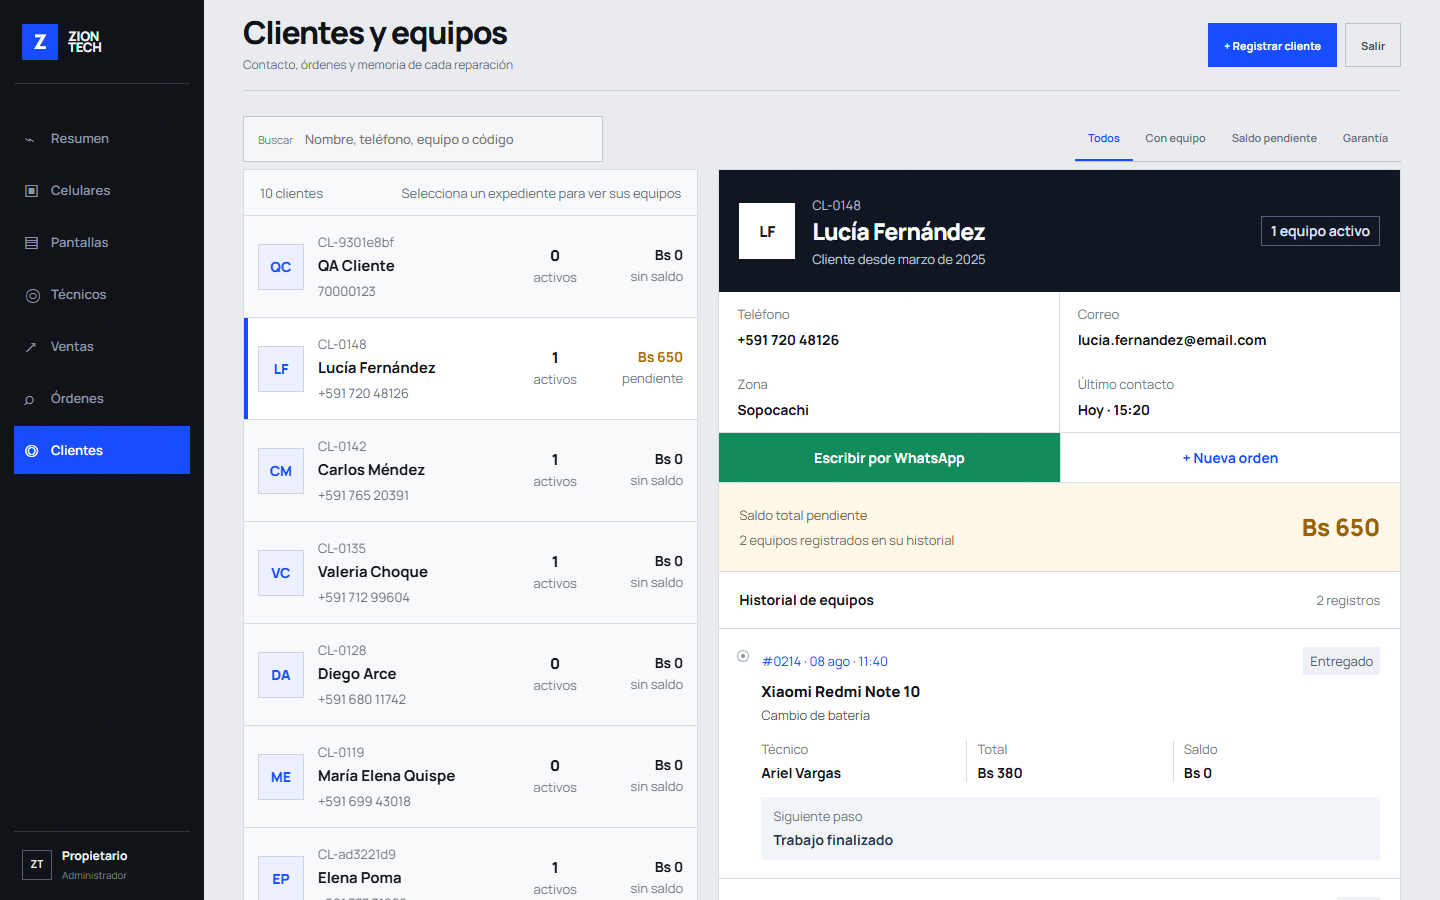 Z
ZION
TECH
Resumen
Celulares
Pantallas
Técnicos
Ventas
Órdenes
Clientes
ZT
Propietario
Administrador
Clientes y equipos
Contacto, órdenes y memoria de cada reparación
+ Registrar cliente
Salir
Buscar Nombre, teléfono, equipo o código
Todos Con equipo Saldo pendiente Garantía
10 clientes Selecciona un expediente para ver sus equipos
QC
CL-9301e8bf
QA Cliente
70000123
0
activos
Bs 0
sin saldo
LF
CL-0148
Lucía Fernández
+591 720 48126
1
activos
Bs 650
pendiente
CM
CL-0142
Carlos Méndez
+591 765 20391
1
activos
Bs 0
sin saldo
VC
CL-0135
Valeria Choque
+591 712 99604
1
activos
Bs 0
sin saldo
DA
CL-0128
Diego Arce
+591 680 11742
0
activos
Bs 0
sin saldo
ME
CL-0119
María Elena Quispe
+591 699 43018
0
activos
Bs 0
sin saldo
EP
CL-ad3221d9
Elena Poma
1
activos
Bs 0
sin saldo
LF
CL-0148
Lucía Fernández
Cliente desde marzo de 2025
1 equipo activo
Teléfono
+591 720 48126
Correo
lucia.fernandez@email.com
Zona
Sopocachi
Último contacto
Hoy · 15:20
Escribir por WhatsApp
+ Nueva orden
Saldo total pendiente
2 equipos registrados en su historial
Bs 650
Historial de equipos
2 registros
#0214 · 08 ago · 11:40
Entregado
Xiaomi Redmi Note 10
Cambio de batería
Técnico
Ariel Vargas
Total
Bs 380
Saldo
Bs 0
Siguiente paso
Trabajo finalizado